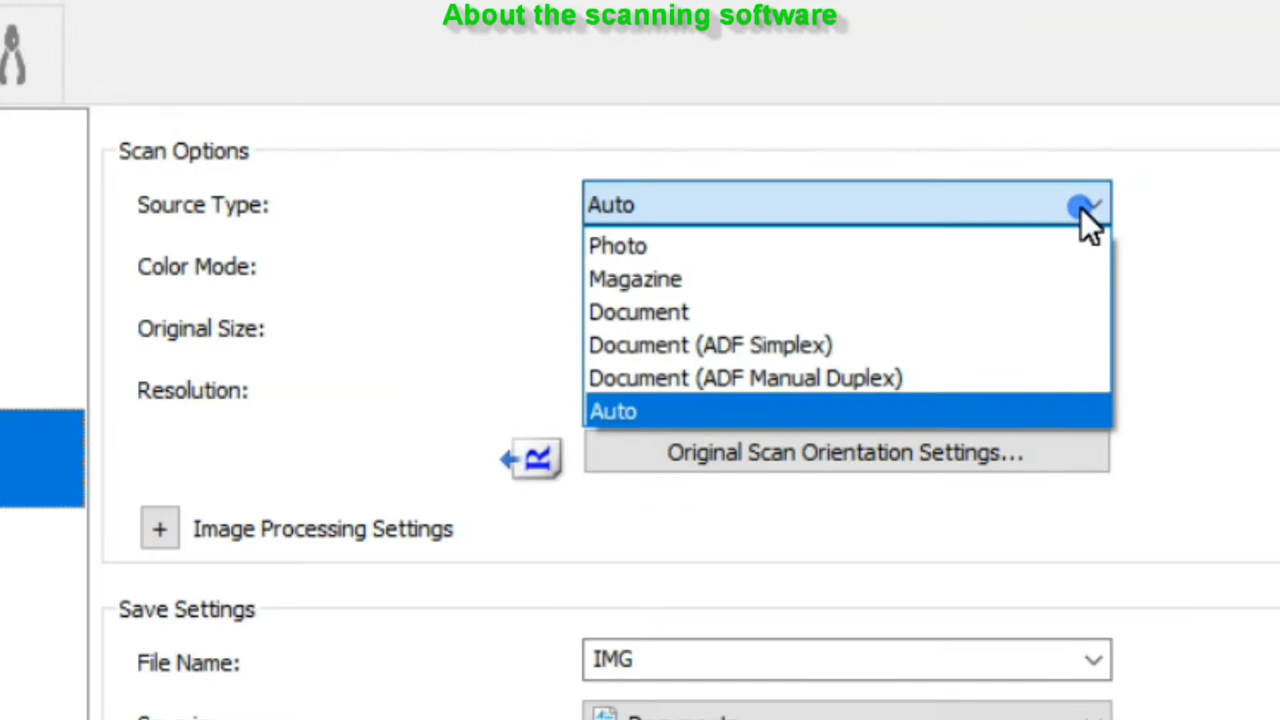 About the scanning software
Scan Options
Source Type:
Auto
Photo
Magazine
Document
Document (ADF Simplex)
Document (ADF Manual Duplex)
Auto
Color Mode:
Original Size:
Resolution:
R
Original Scan Orientation Settings...
+ Image Processing Settings
Save Settings
File Name:
IMG